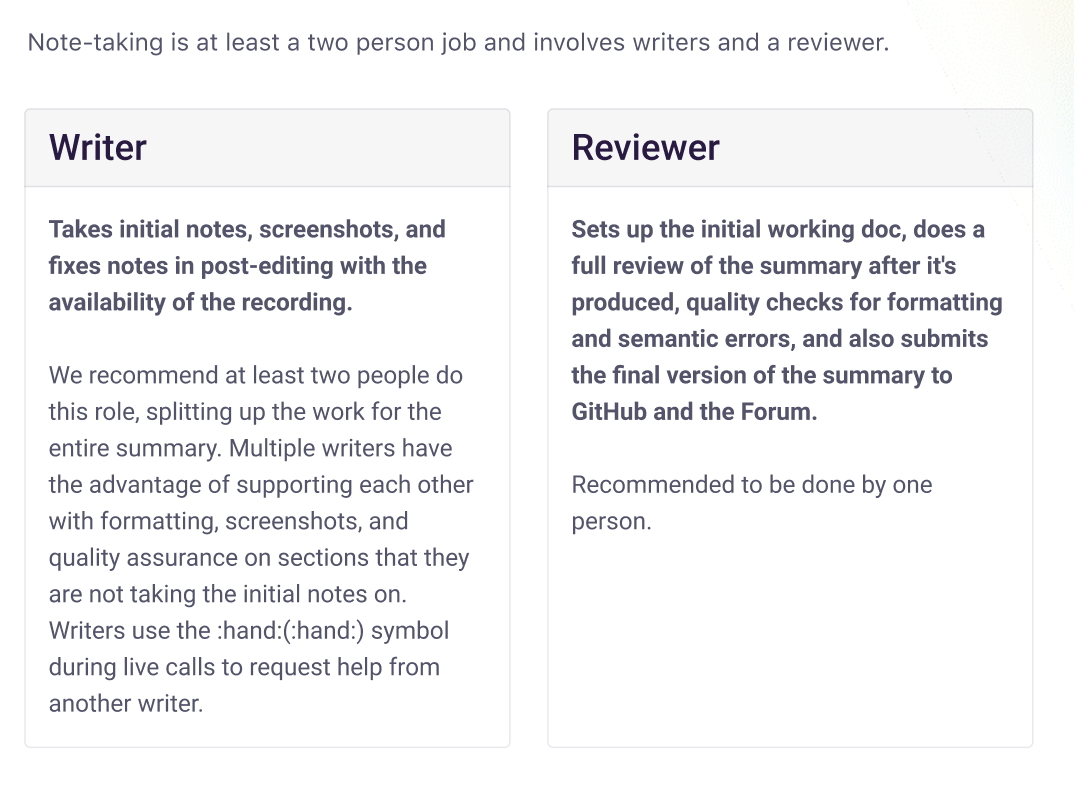 Note-taking is at least a two person job and involves writers and a reviewer.
Writer
Takes initial notes, screenshots, and
fixes notes in post-editing with the
availability of the recording.
We recommend at least two people do
this role, splitting up the work for the
entire summary. Multiple writers have
the advantage of supporting each other
with formatting, screenshots, and
quality assurance on sections that they
are not taking the initial notes on.
Writers use the :hand:(:hand:) symbol
during live calls to request help from
another writer.
Reviewer
Sets up the initial working doc, does a
full review of the summary after it's
produced, quality checks for formatting
and semantic errors, and also submits
the final version of the summary to
GitHub and the Forum.
Recommended to be done by one
person.